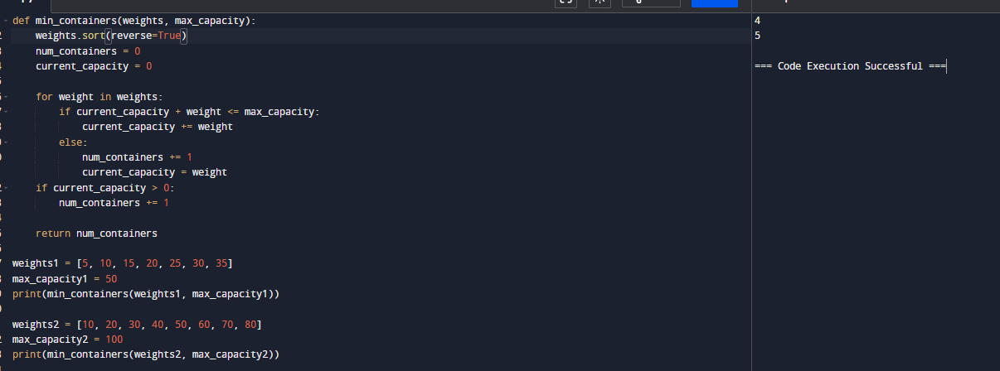 def min_containers(weights, max_capacity):
    weights.sort(reverse=True)
    num_containers = 0
    current_capacity = 0

    for weight in weights:
        if current_capacity + weight <= max_capacity:
            current_capacity += weight
        else:
            num_containers += 1
            current_capacity = weight
    if current_capacity > 0:
        num_containers += 1

    return num_containers

weights1 = [5, 10, 15, 20, 25, 30, 35]
max_capacity1 = 50
print(min_containers(weights1, max_capacity1))

weights2 = [10, 20, 30, 40, 50, 60, 70, 80]
max_capacity2 = 100
print(min_containers(weights2, max_capacity2))
4
5

=== Code Execution Successful ===